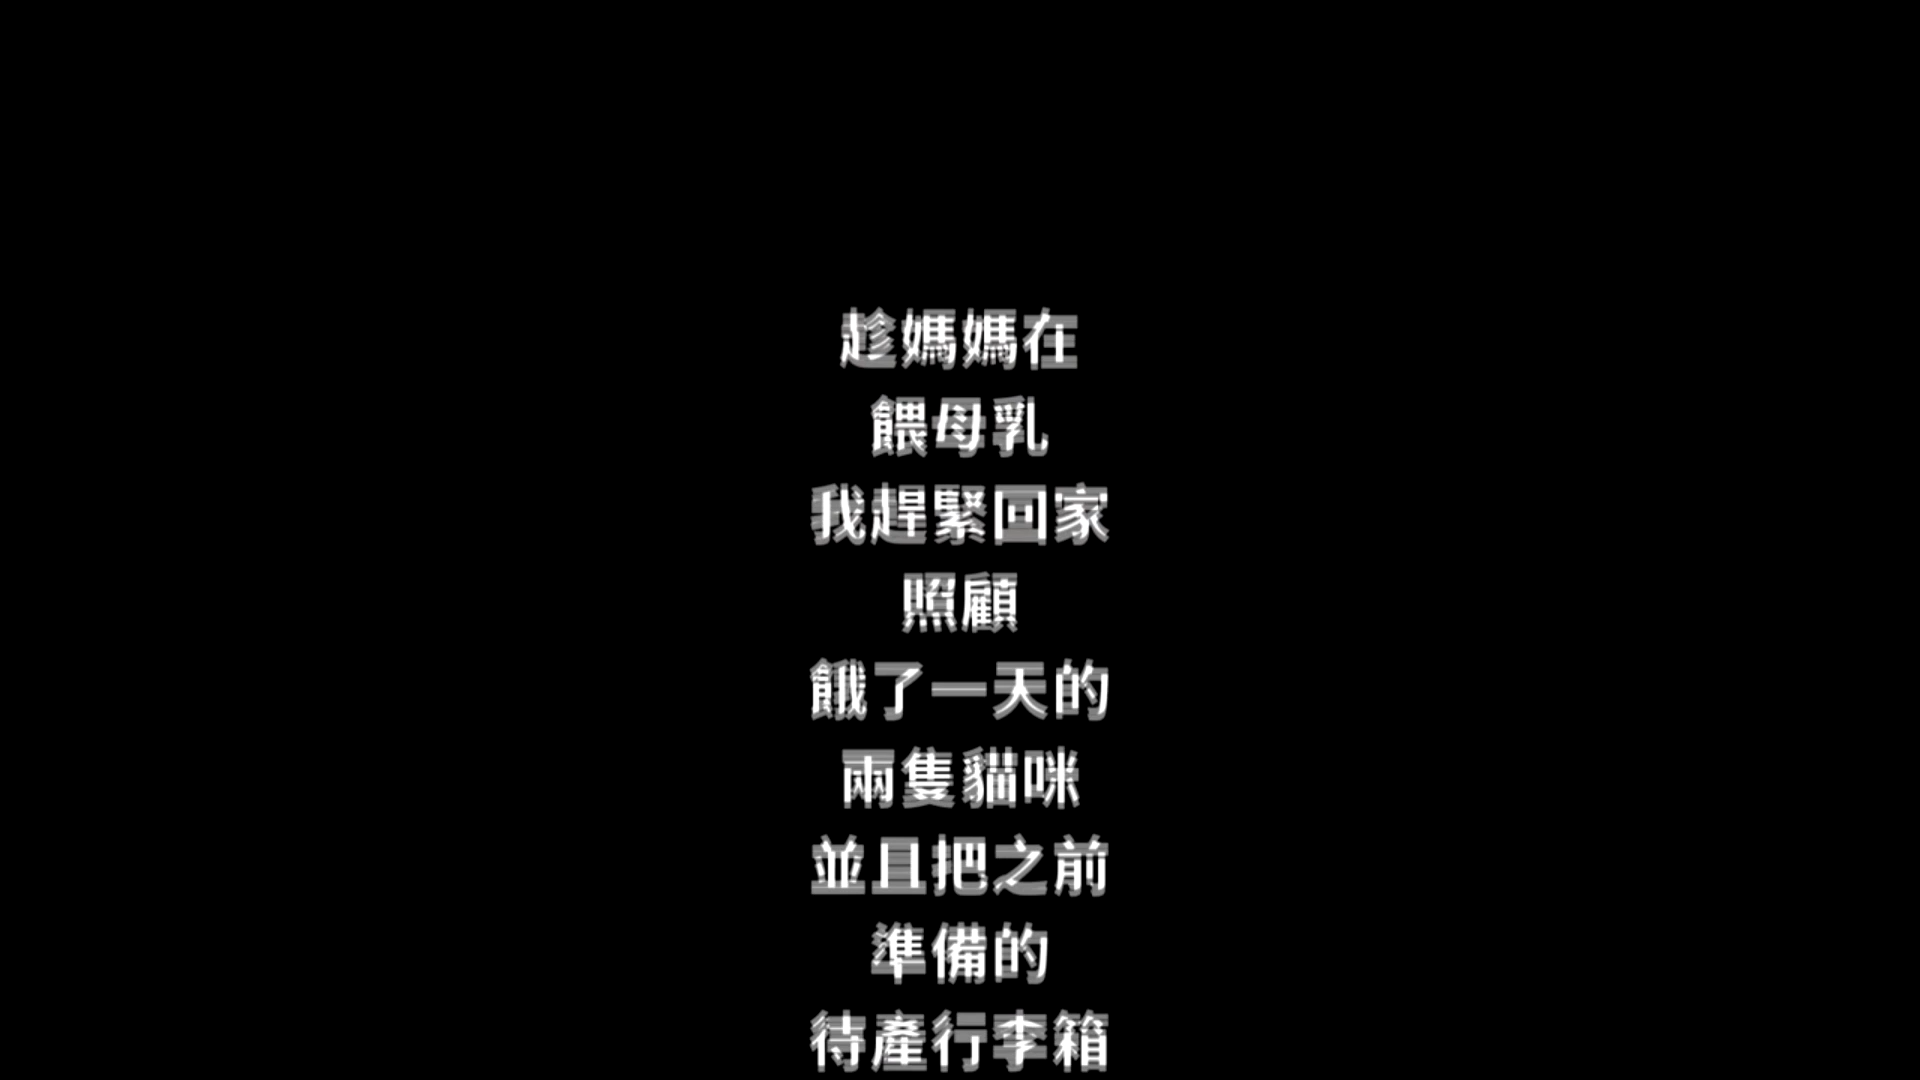 趁媽媽在
餵母乳
我趕緊回家
照顧
餓了一天的
兩隻貓咪
並且把之前
準備的
待產行李箱